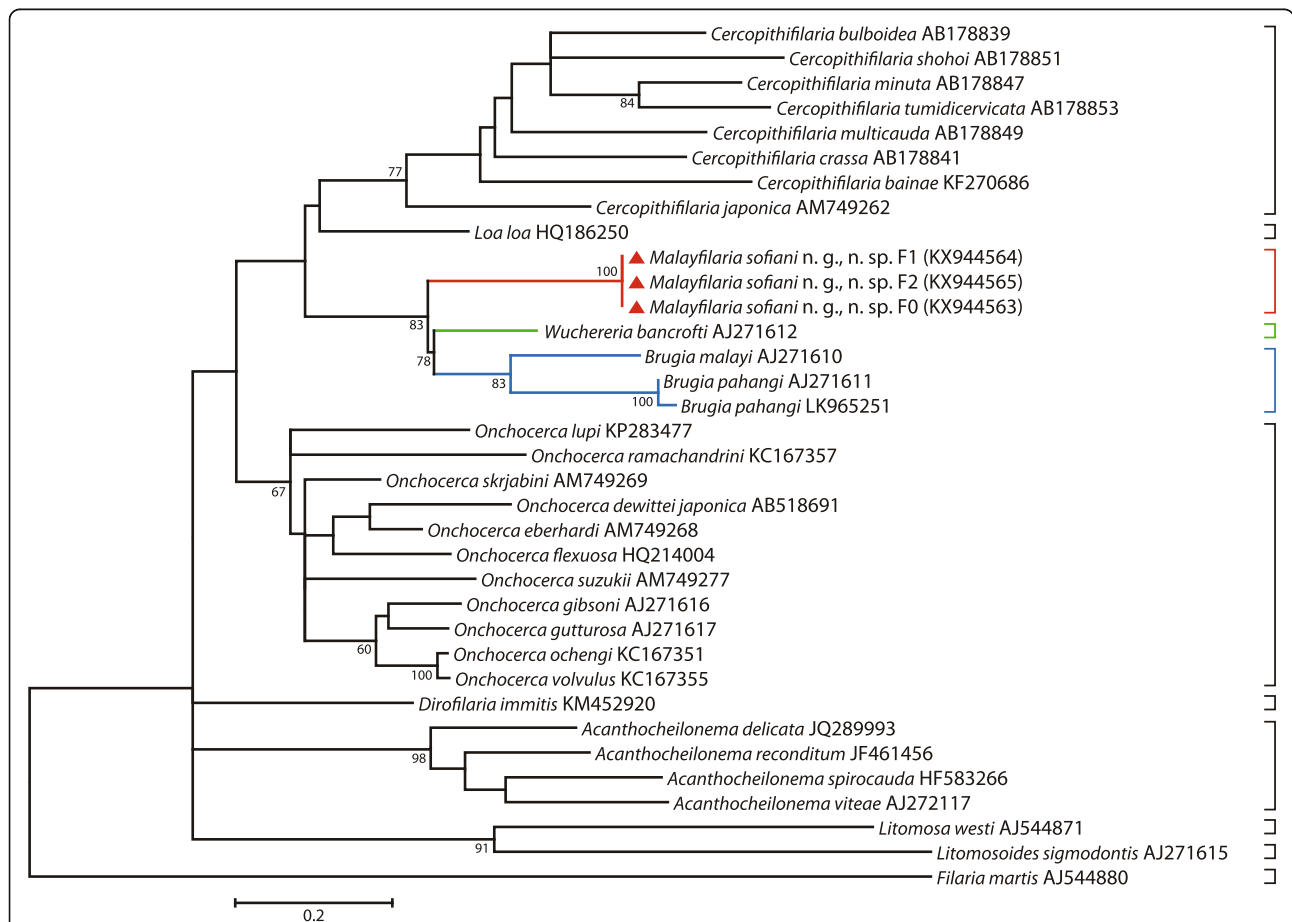 Cercopithifilaria bulboidea AB178839
Cercopithifilaria shohoi AB178851
Cercopithifilaria minuta AB178847
84
Cercopithifilaria tumidicervicata AB178853
Cercopithifilaria multicauda AB178849
Cercopithifilaria crassa AB178841
77
Cercopithifilaria bainae KF270686
Cercopithifilaria japonica AM749262
Loa loa HQ186250
Malayfilaria sofiani n. g., n. sp. F1 (KX944564)
100
Malayfilaria sofiani n. g., n. sp. F2 (KX944565)
Malayfilaria sofiani n. g., n. sp. F0 (KX944563)
83
Wuchereria bancrofti AJ271612
78
Brugia malayi AJ271610
83
Brugia pahangi AJ271611
100
Brugia pahangi LK965251
Onchocerca lupi KP283477
Onchocerca ramachandrini KC167357
67
Onchocerca skrjabini AM749269
Onchocerca dewittei japonica AB518691
Onchocerca eberhardi AM749268
Onchocerca flexuosa HQ214004
Onchocerca suzukii AM749277
Onchocerca gibsoni AJ271616
Onchocerca gutturosa AJ271617
60
Onchocerca ochengi KC167351
100
Onchocerca volvulus KC167355
Dirofilaria immitis KM452920
Acanthocheilonema delicata JQ289993
98
Acanthocheilonema reconditum JF461456
Acanthocheilonema spirocauda HF583266
Acanthocheilonema viteae AJ272117
Litomosa westi AJ544871
91
Litomosoides sigmodontis AJ271615
Filaria martis AJ544880
0.2